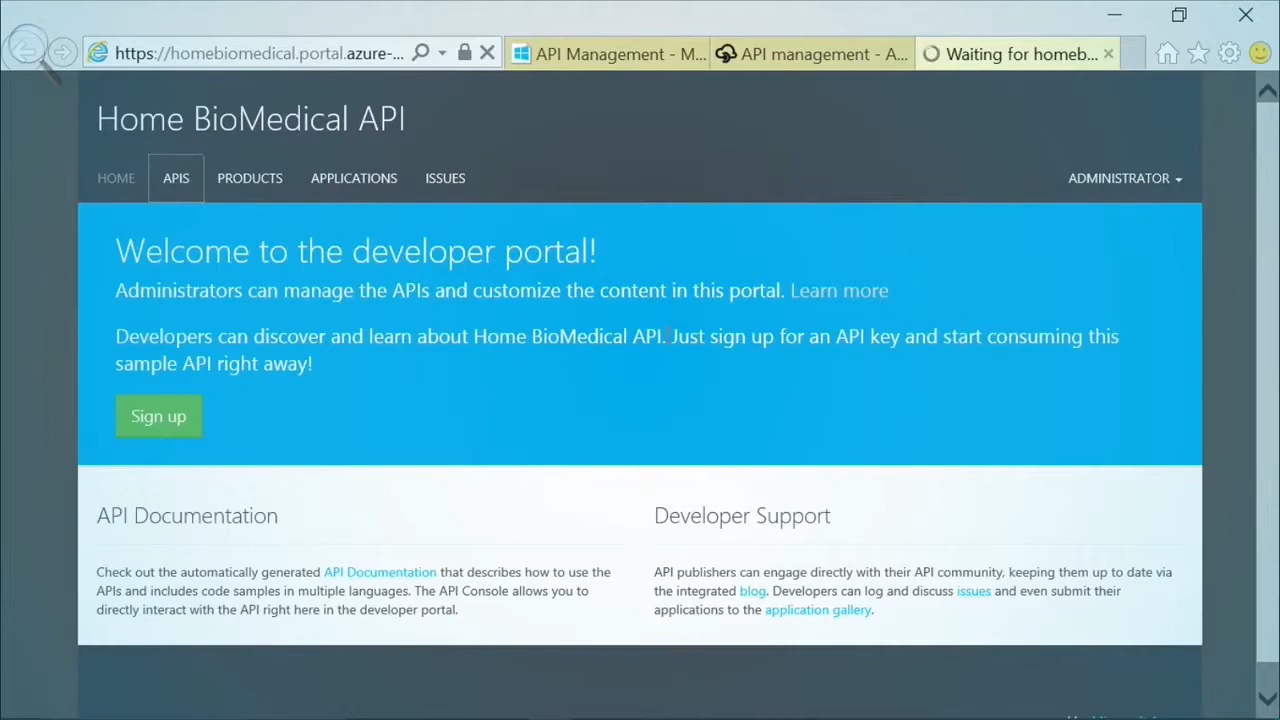 https://homebiomedical.portal.azure-...
API Management - M...
API management - A...
Waiting for homeb...
Home BioMedical API
HOME
APIS
PRODUCTS
APPLICATIONS
ISSUES
ADMINISTRATOR
Welcome to the developer portal!
Administrators can manage the APIs and customize the content in this portal. Learn more
Developers can discover and learn about Home BioMedical API. Just sign up for an API key and start consuming this
sample API right away!
Sign up
API Documentation
Check out the automatically generated API Documentation that describes how to use the
APIs and includes code samples in multiple languages. The API Console allows you to
directly interact with the API right here in the developer portal.
Developer Support
API publishers can engage directly with their API community, keeping them up to date via
the integrated blog. Developers can log and discuss issues and even submit their
applications to the application gallery.